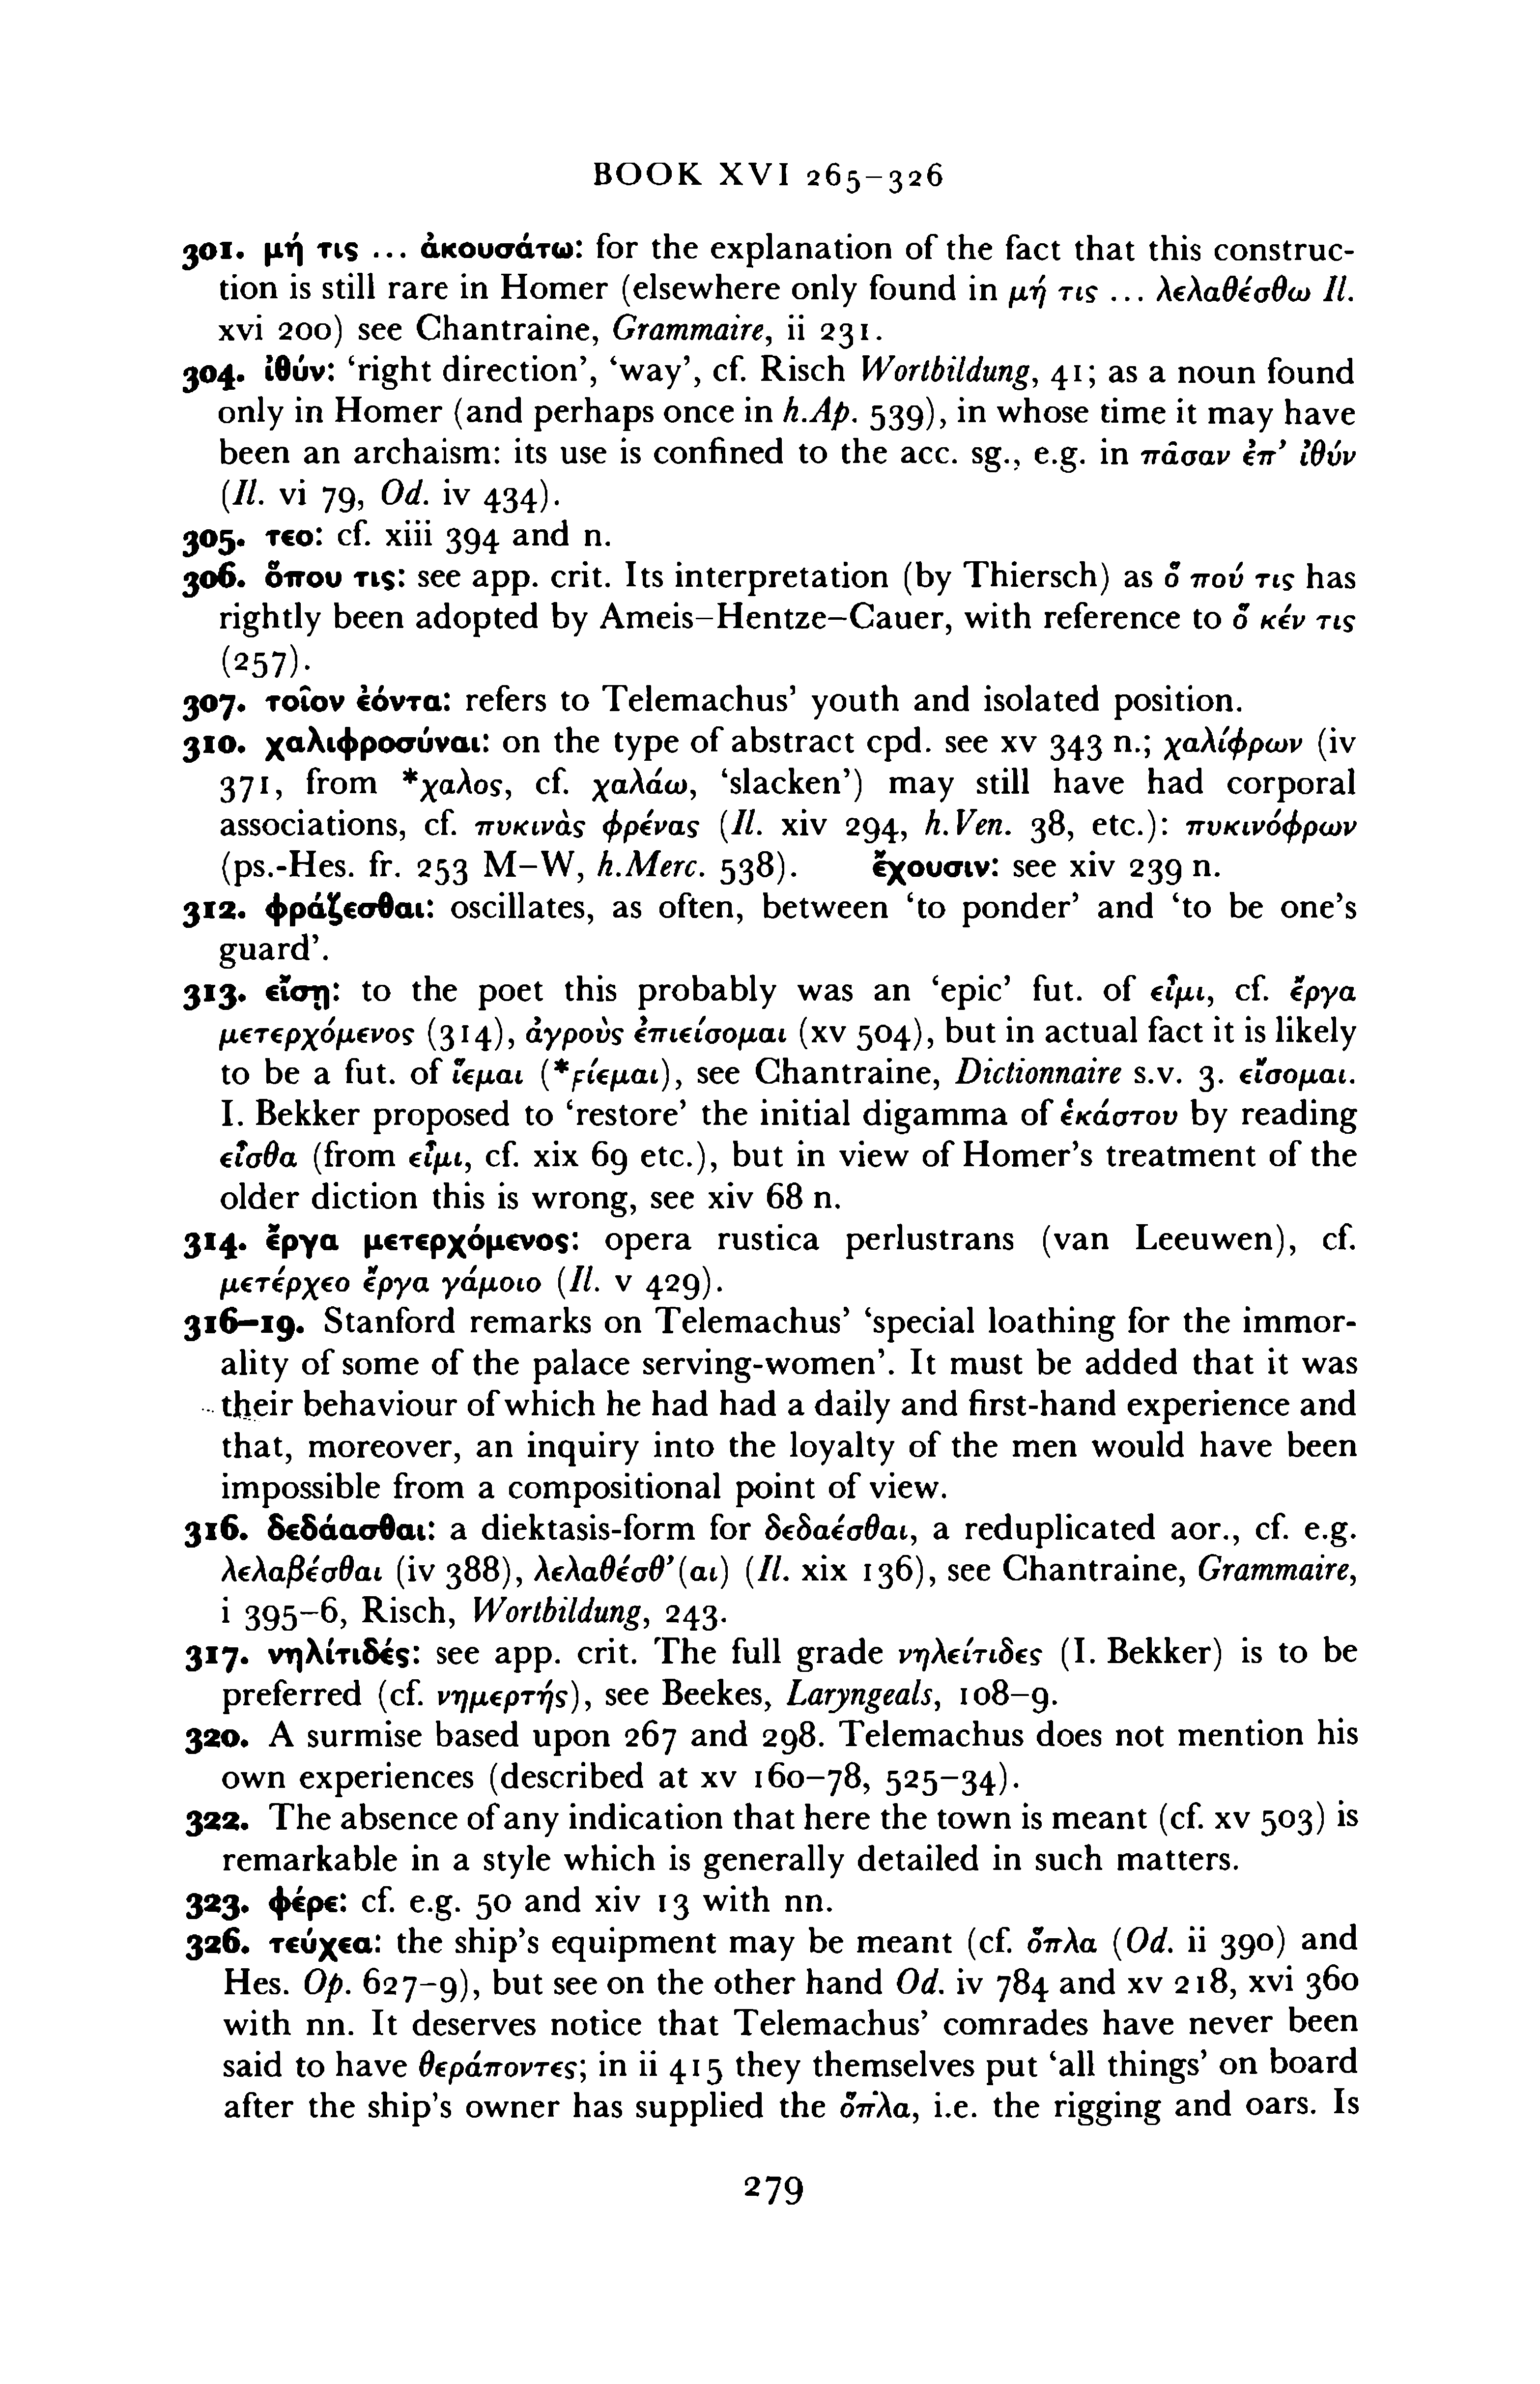 BOOK XVI 265–326
301. μή τις ... ἀκουσάτω: for the explanation of the fact that this construc-
tion is still rare in Homer (elsewhere only found in μή τις ... λελαθέσθω Il.
xvi 200) see Chantraine, Grammaire, ii 231.
304. ἰθύν: ‘right direction’, ‘way’, cf. Risch Wortbildung, 41; as a noun found
only in Homer (and perhaps once in h.Ap. 539), in whose time it may have
been an archaism: its use is confined to the acc. sg., e.g. in πᾶσαν ἐπ’ ἰθύν
(Il. vi 79, Od. iv 434).
305. τεο: cf. xiii 394 and n.
306. ὅπου τις: see app. crit. Its interpretation (by Thiersch) as ὅ πού τις has
rightly been adopted by Ameis–Hentze–Cauer, with reference to ὅ κέν τις
(257).
307. τοῖον ἐόντα: refers to Telemachus’ youth and isolated position.
310. χαλιφροσύναι: on the type of abstract cpd. see xv 343 n.; χαλίφρων (iv
371, from *χαλος, cf. χαλάω, ‘slacken’) may still have had corporal
associations, cf. πυκινὰς φρένας (Il. xiv 294, h.Ven. 38, etc.): πυκινόφρων
(ps.-Hes. fr. 253 M–W, h.Merc. 538). ἔχουσιν: see xiv 239 n.
312. φράζεσθαι: oscillates, as often, between ‘to ponder’ and ‘to be one’s
guard’.
313. εἴσῃ: to the poet this probably was an ‘epic’ fut. of εἶμι, cf. ἔργα
μετερχόμενος (314), ἀγροὺς ἐπιείσομαι (xv 504), but in actual fact it is likely
to be a fut. of ἵεμαι (*ϝίεμαι), see Chantraine, Dictionnaire s.v. 3. εἴσομαι.
I. Bekker proposed to ‘restore’ the initial digamma of ἑκάστου by reading
εἶσθα (from εἶμι, cf. xix 69 etc.), but in view of Homer’s treatment of the
older diction this is wrong, see xiv 68 n.
314. ἔργα μετερχόμενος: opera rustica perlustrans (van Leeuwen), cf.
μετέρχεο ἔργα γάμοιο (Il. v 429).
316–19. Stanford remarks on Telemachus’ ‘special loathing for the immor-
ality of some of the palace serving-women’. It must be added that it was
their behaviour of which he had had a daily and first-hand experience and
that, moreover, an inquiry into the loyalty of the men would have been
impossible from a compositional point of view.
316. δεδάασθαι: a diektasis-form for δεδαέσθαι, a reduplicated aor., cf. e.g.
λελαβέσθαι (iv 388), λελαθέσθ’(αι) (Il. xix 136), see Chantraine, Grammaire,
i 395–6, Risch, Wortbildung, 243.
317. νηλίτιδές: see app. crit. The full grade νηλείτιδες (I. Bekker) is to be
preferred (cf. νημερτής), see Beekes, Laryngeals, 108–9.
320. A surmise based upon 267 and 298. Telemachus does not mention his
own experiences (described at xv 160–78, 525–34).
322. The absence of any indication that here the town is meant (cf. xv 503) is
remarkable in a style which is generally detailed in such matters.
323. φέρε: cf. e.g. 50 and xiv 13 with nn.
326. τεύχεα: the ship’s equipment may be meant (cf. ὅπλα (Od. ii 390) and
Hes. Op. 627–9), but see on the other hand Od. iv 784 and xv 218, xvi 360
with nn. It deserves notice that Telemachus’ comrades have never been
said to have θεράποντες; in ii 415 they themselves put ‘all things’ on board
after the ship’s owner has supplied the ὅπλα, i.e. the rigging and oars. Is
279